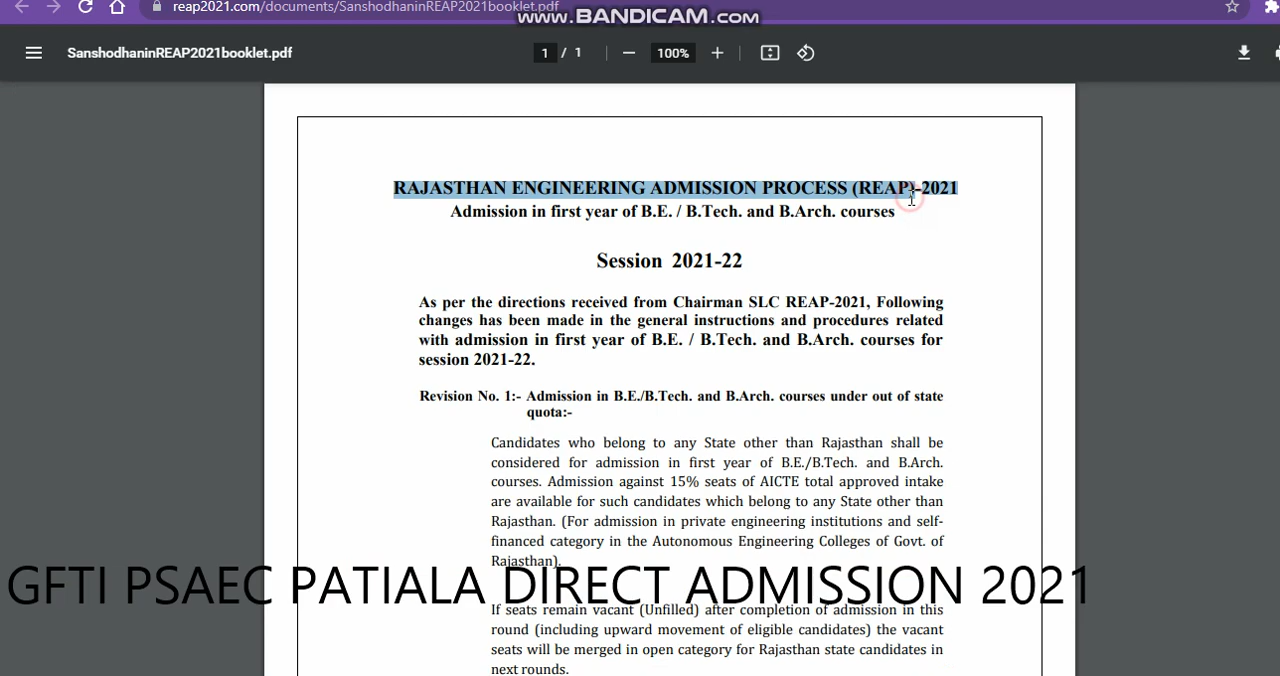 reap2021.com/documents/SanshodhaninREAP2021booklet.pdf
www.BANDICAM.com
SanshodhaninREAP2021booklet.pdf
1 / 1
100%
RAJASTHAN ENGINEERING ADMISSION PROCESS (REAP)-2021
Admission in first year of B.E. / B.Tech. and B.Arch. courses
Session 2021-22
As per the directions received from Chairman SLC REAP-2021, Following
changes has been made in the general instructions and procedures related
with admission in first year of B.E. / B.Tech. and B.Arch. courses for
session 2021-22.
Revision No. 1:- Admission in B.E./B.Tech. and B.Arch. courses under out of state
quota:-
Candidates who belong to any State other than Rajasthan shall be
considered for admission in first year of B.E./B.Tech. and B.Arch.
courses. Admission against 15% seats of AICTE total approved intake
are available for such candidates which belong to any State other than
Rajasthan. (For admission in private engineering institutions and self-
financed category in the Autonomous Engineering Colleges of Govt. of
Rajasthan).
GFTI PSAEC PATIALA DIRECT ADMISSION 2021
If seats remain vacant (Unfilled) after completion of admission in this
round (including upward movement of eligible candidates) the vacant
seats will be merged in open category for Rajasthan state candidates in
next rounds.